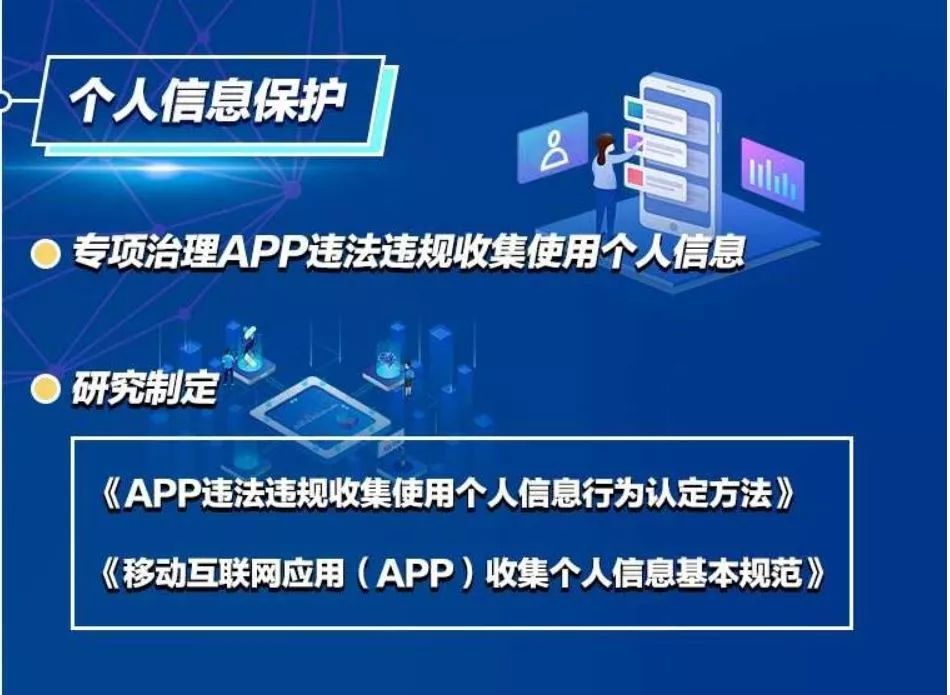 个人信息保护
专项治理APP违法违规收集使用个人信息
研究制定
《APP违法违规收集使用个人信息行为认定方法》
《移动互联网应用（APP）收集个人信息基本规范》